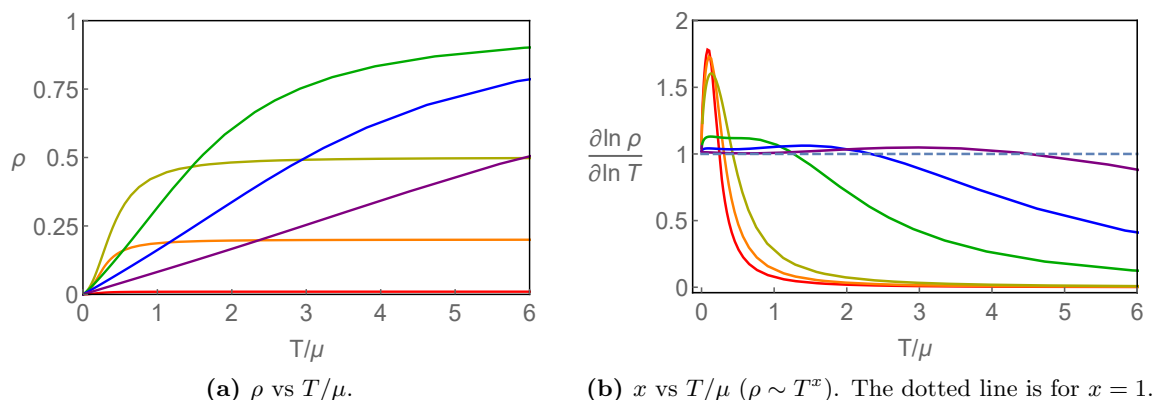 1
0.75
ρ
0.5
0.25
0
0 1 2 3 4 5 6
T/μ
(a) ρ vs T/μ.
2
1.5
∂ln ρ
∂ln T
1
0.5
0
0 1 2 3 4 5 6
T/μ
(b) x vs T/μ (ρ ∼ T^x). The dotted line is for x = 1.